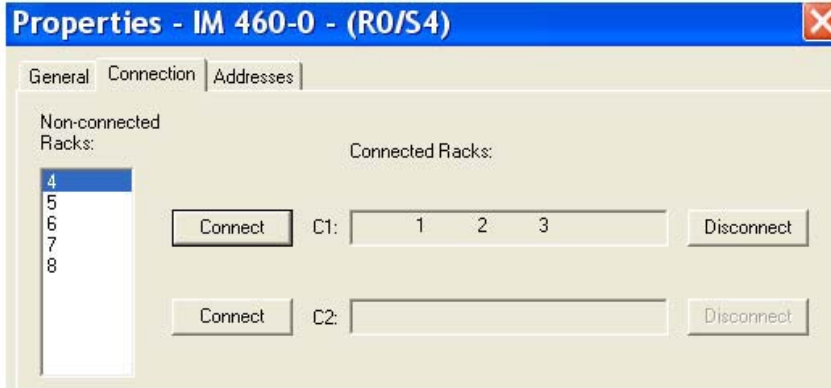 Properties - IM 460-0 - (R0/S4)
General Connection Addresses
Non-connected
Racks:
Connected Racks:
4
5
6
7
8
Connect C1: 1 2 3 Disconnect
Connect C2: Disconnect